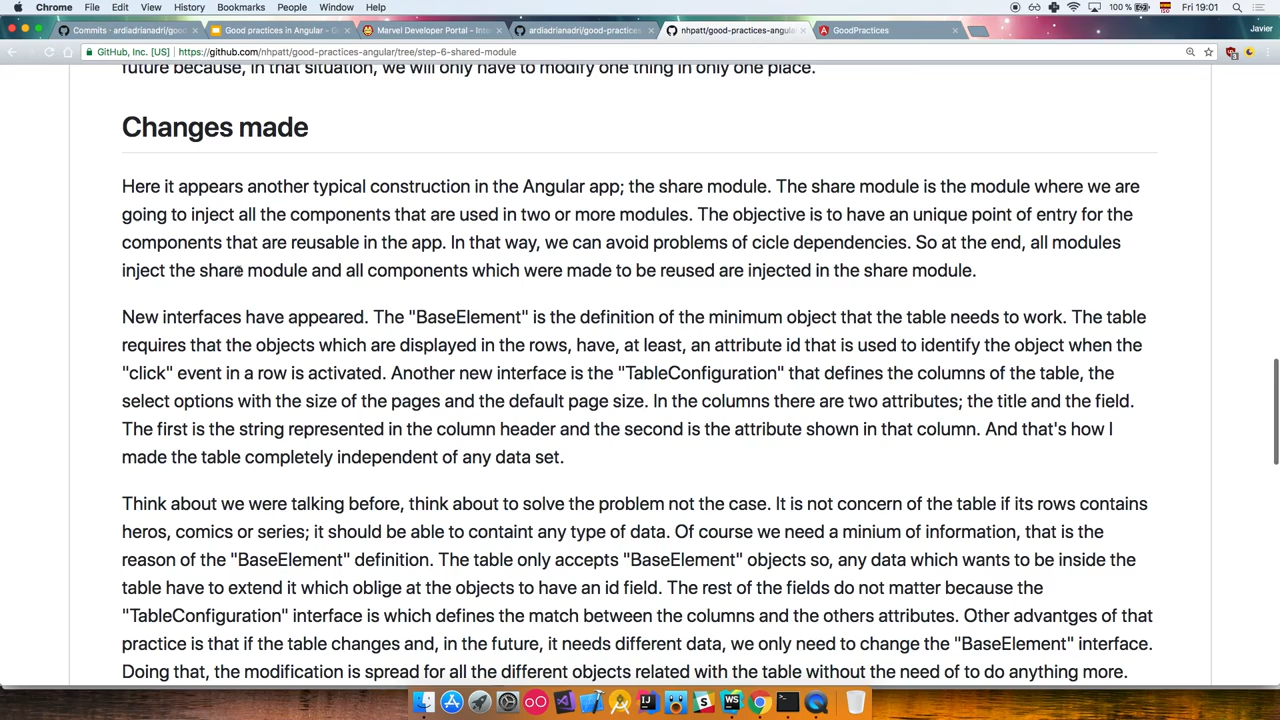 Chrome File Edit View History Bookmarks People Window Help 100 % Fri 19:01
Commits · ardiadrianadri/good Good practices in Angular - G Marvel Developer Portal - Inte ardiadrianadri/good-practices nhpatt/good-practices-angula GoodPractices Javier
GitHub, Inc. [US] https://github.com/nhpatt/good-practices-angular/tree/step-6-shared-module
future because, in that situation, we will only have to modify one thing in only one place.
Changes made
Here it appears another typical construction in the Angular app; the share module. The share module is the module where we are
going to inject all the components that are used in two or more modules. The objective is to have an unique point of entry for the
components that are reusable in the app. In that way, we can avoid problems of cicle dependencies. So at the end, all modules
inject the share module and all components which were made to be reused are injected in the share module.
New interfaces have appeared. The "BaseElement" is the definition of the minimum object that the table needs to work. The table
requires that the objects which are displayed in the rows, have, at least, an attribute id that is used to identify the object when the
"click" event in a row is activated. Another new interface is the "TableConfiguration" that defines the columns of the table, the
select options with the size of the pages and the default page size. In the columns there are two attributes; the title and the field.
The first is the string represented in the column header and the second is the attribute shown in that column. And that's how I
made the table completely independent of any data set.
Think about we were talking before, think about to solve the problem not the case. It is not concern of the table if its rows contains
heros, comics or series; it should be able to containt any type of data. Of course we need a minium of information, that is the
reason of the "BaseElement" definition. The table only accepts "BaseElement" objects so, any data which wants to be inside the
table have to extend it which oblige at the objects to have an id field. The rest of the fields do not matter because the
"TableConfiguration" interface is which defines the match between the columns and the others attributes. Other advantges of that
practice is that if the table changes and, in the future, it needs different data, we only need to change the "BaseElement" interface.
Doing that, the modification is spread for all the different objects related with the table without the need of to do anything more.